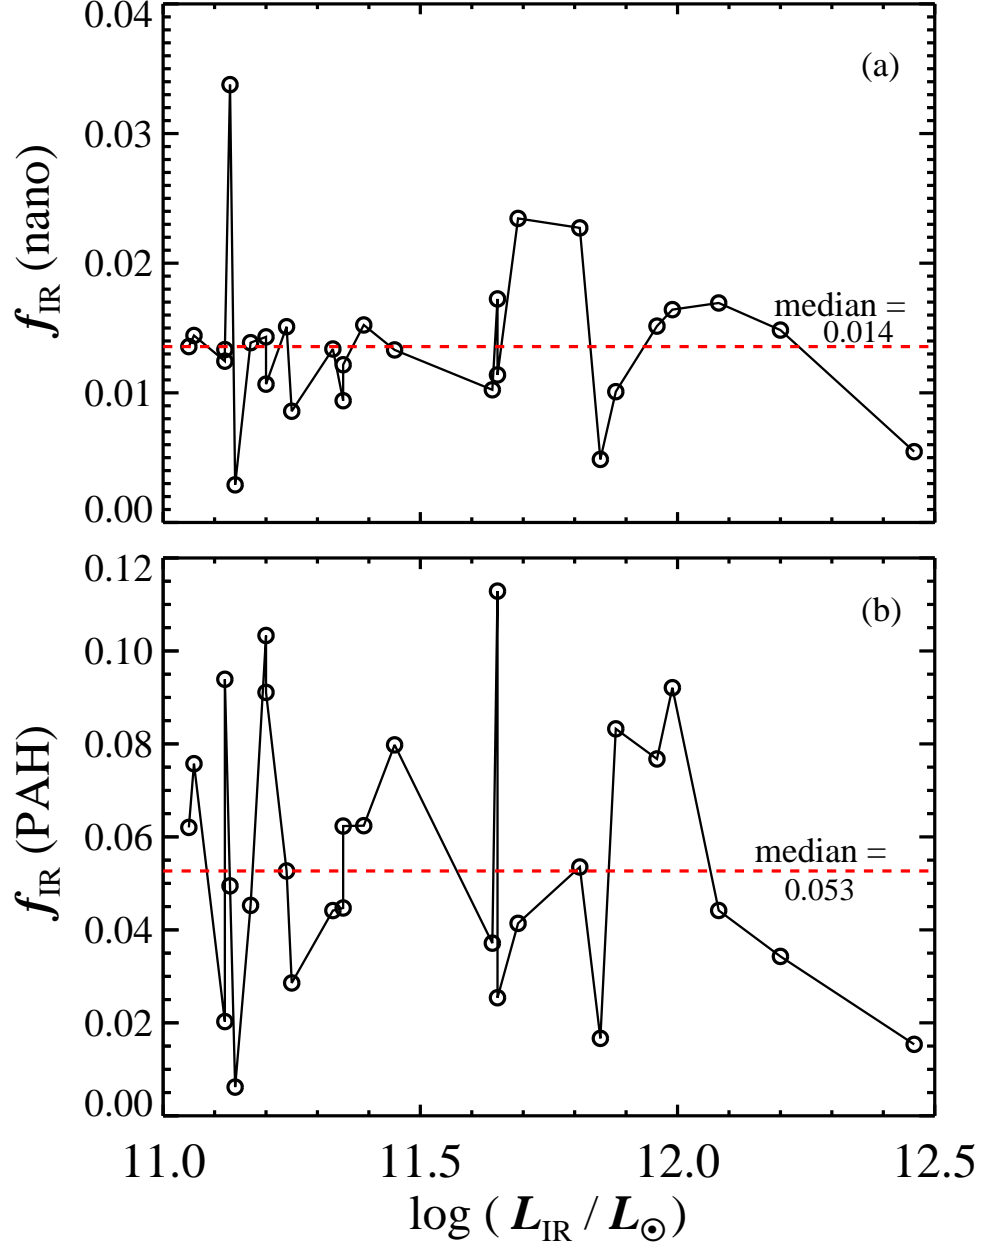 0.04
(a)
0.03
0.02
0.01
0.00
f_IR (nano)
median =
0.014
0.12
(b)
0.10
0.08
0.06
0.04
0.02
0.00
f_IR (PAH)
median =
0.053
11.0 11.5 12.0 12.5
log ( L_IR / L_⊙)